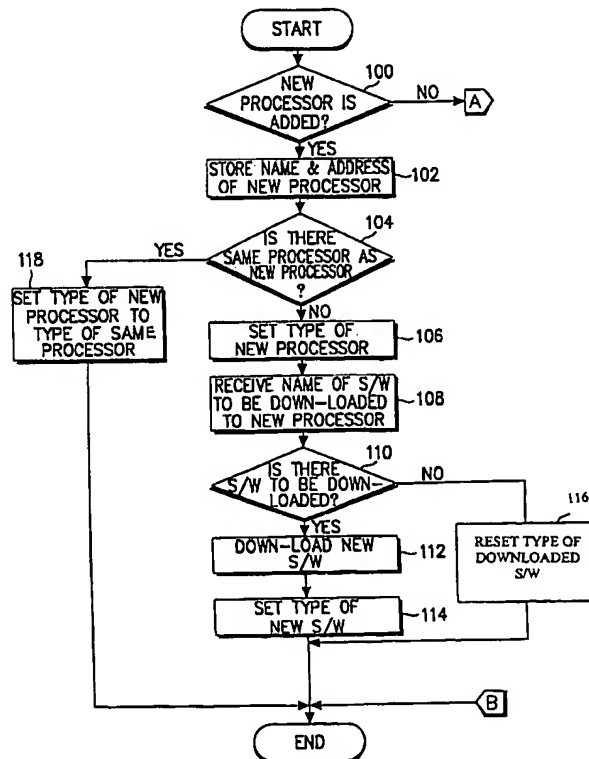 START
100
NEW
PROCESSOR IS
ADDED?
NO
A
YES
STORE NAME & ADDRESS
OF NEW PROCESSOR
102
104
IS THERE
SAME PROCESSOR AS
NEW PROCESSOR
?
YES
118
SET TYPE OF NEW
PROCESSOR TO
TYPE OF SAME
PROCESSOR
NO
SET TYPE OF
NEW PROCESSOR
106
RECEIVE NAME OF S/W
TO BE DOWN-LOADED
TO NEW PROCESSOR
108
110
IS THERE
S/W TO BE DOWN-
LOADED?
NO
116
RESET TYPE OF
DOWNLOADED
S/W
YES
DOWN-LOAD NEW
S/W
112
SET TYPE OF
NEW S/W
114
B
END